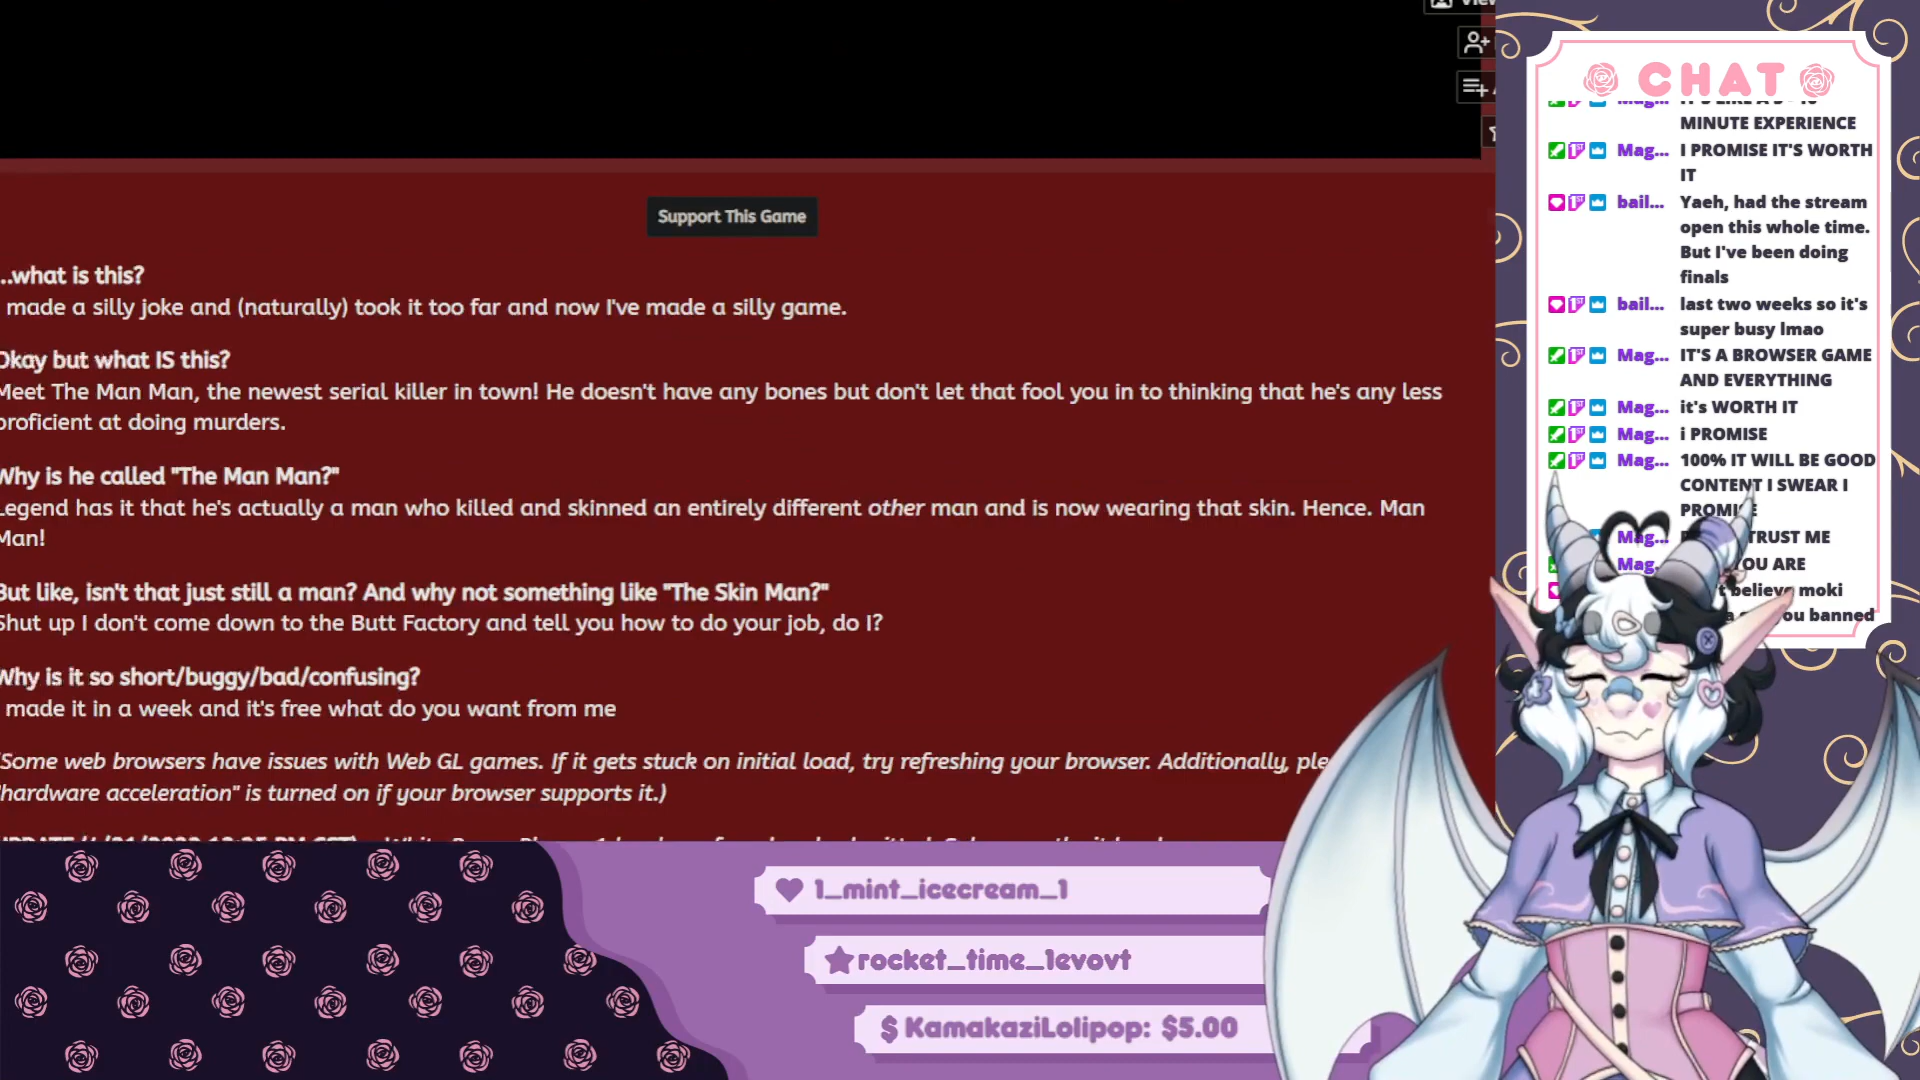 Support This Game
...what is this?
made a silly joke and (naturally) took it too far and now I've made a silly game.
Okay but what IS this?
Meet The Man Man, the newest serial killer in town! He doesn't have any bones but don't let that fool you in to thinking that he's any less
proficient at doing murders.
Why is he called "The Man Man?"
Legend has it that he's actually a man who killed and skinned an entirely different other man and is now wearing that skin. Hence. Man
Man!
But like, isn't that just still a man? And why not something like "The Skin Man?"
Shut up I don't come down to the Butt Factory and tell you how to do your job, do I?
Why is it so short/buggy/bad/confusing?
made it in a week and it's free what do you want from me
(Some web browsers have issues with Web GL games. If it gets stuck on initial load, try refreshing your browser. Additionally, ple
"hardware acceleration" is turned on if your browser supports it.)
1_mint_icecream_1
rocket_time_1evovt
$ KamakaziLolipop: $5.00
CHAT
MINUTE EXPERIENCE
Mag... I PROMISE IT'S WORTH
IT
bail... Yaeh, had the stream
open this whole time.
But I've been doing
finals
bail... last two weeks so it's
super busy lmao
Mag... IT'S A BROWSER GAME
AND EVERYTHING
Mag... it's WORTH IT
Mag... i PROMISE
Mag... 100% IT WILL BE GOOD
CONTENT I SWEAR I
PROMISE
Mag... TRUST ME
Mag... YOU ARE
believe moki
you banned